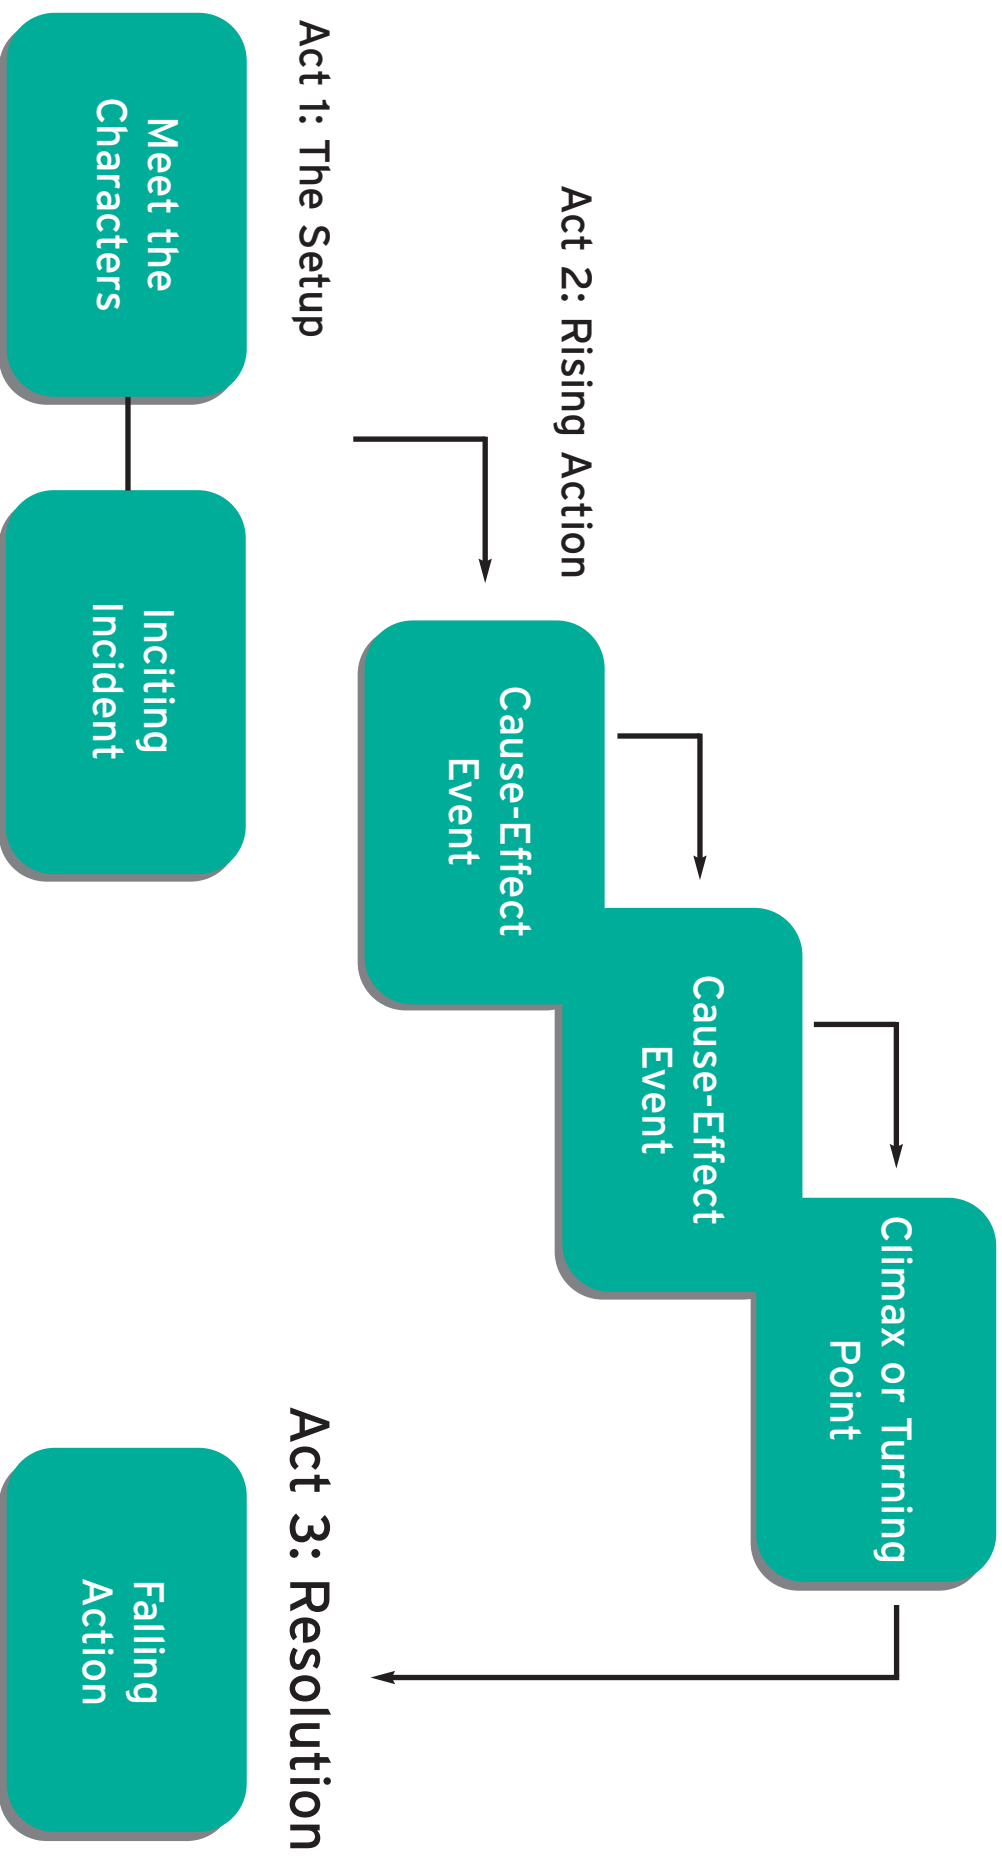 Act 1: The Setup
Meet the
Characters
Inciting
Incident
Act 2: Rising Action
Cause-Effect
Event
Cause-Effect
Event
Climax or Turning
Point
Act 3: Resolution
Falling
Action